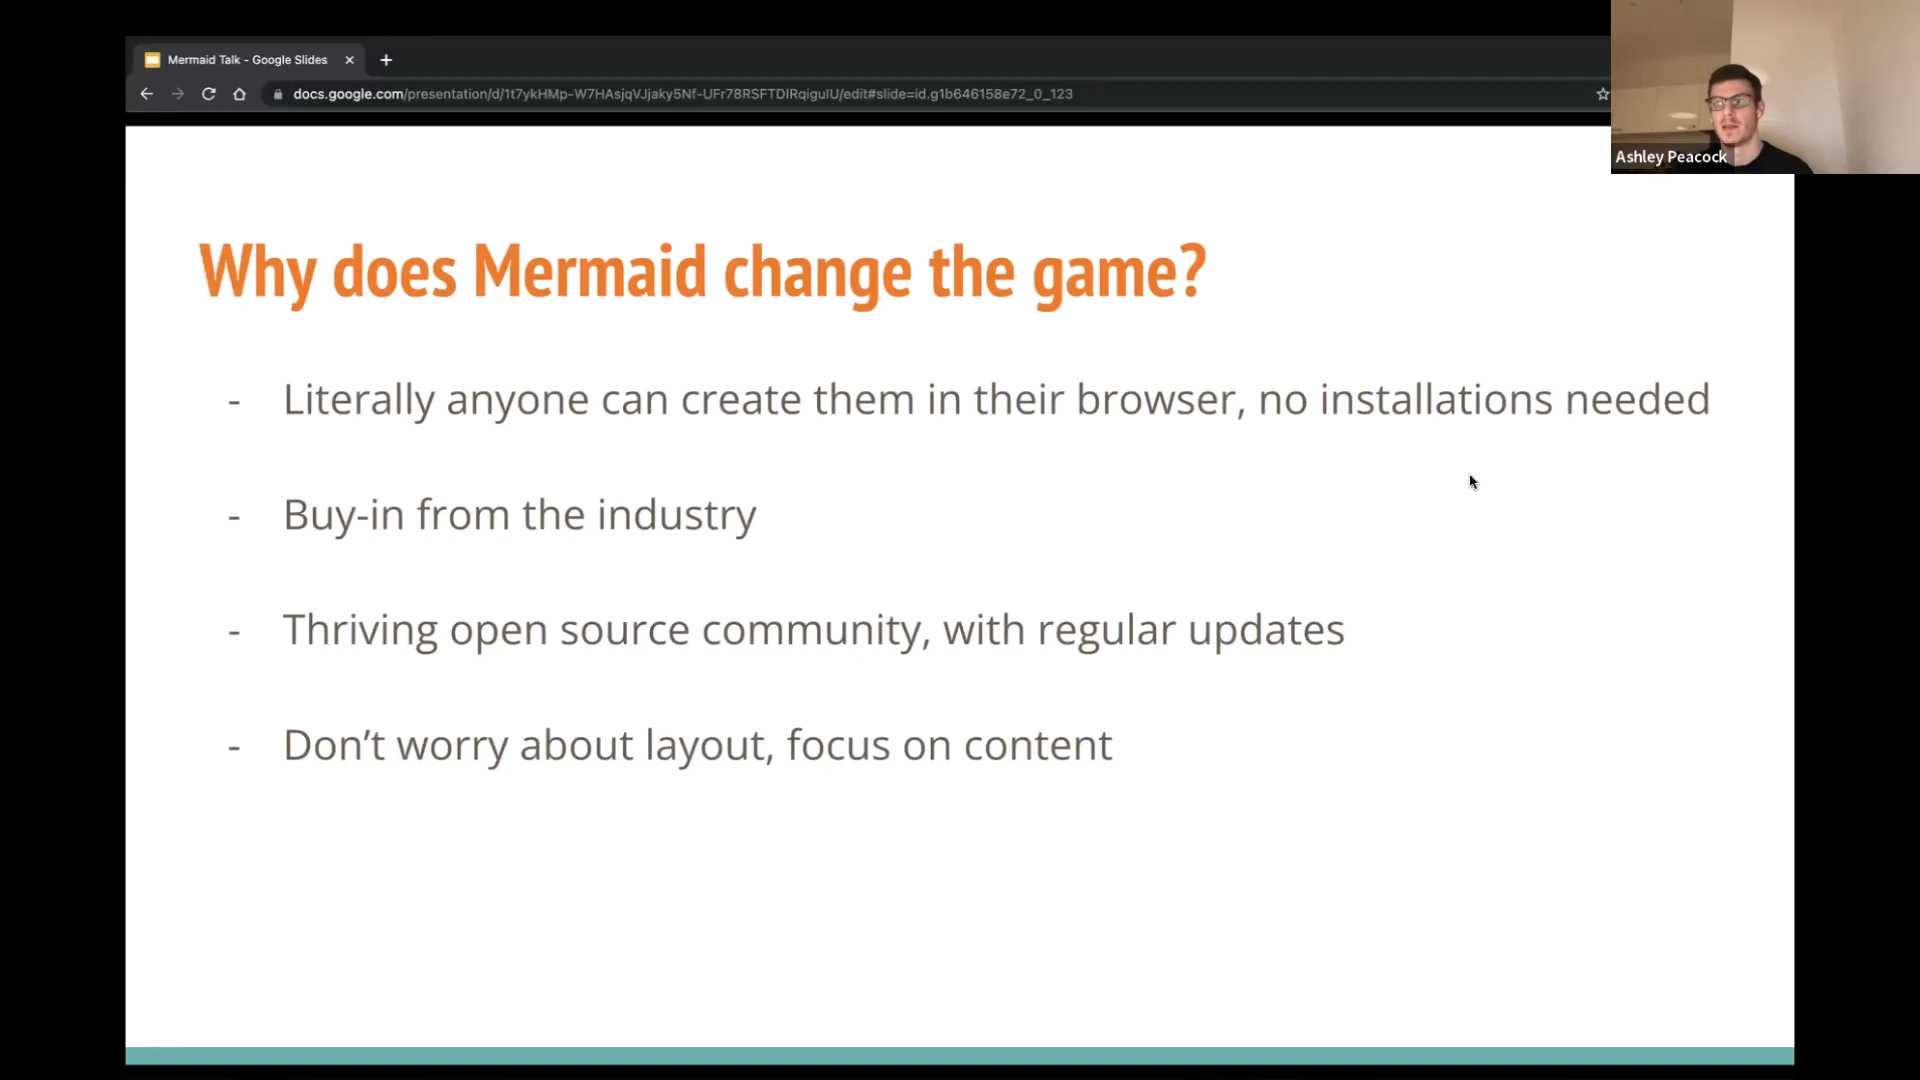 Mermaid Talk - Google Slides
docs.google.com/presentation/d/1t7ykHMp-W7HAsjqVJjaky5Nf-UFr78RSFTDIRqiguIU/edit#slide=id.g1b646158e72_0_123
Ashley Peacock
Why does Mermaid change the game?
- Literally anyone can create them in their browser, no installations needed
- Buy-in from the industry
- Thriving open source community, with regular updates
- Don’t worry about layout, focus on content